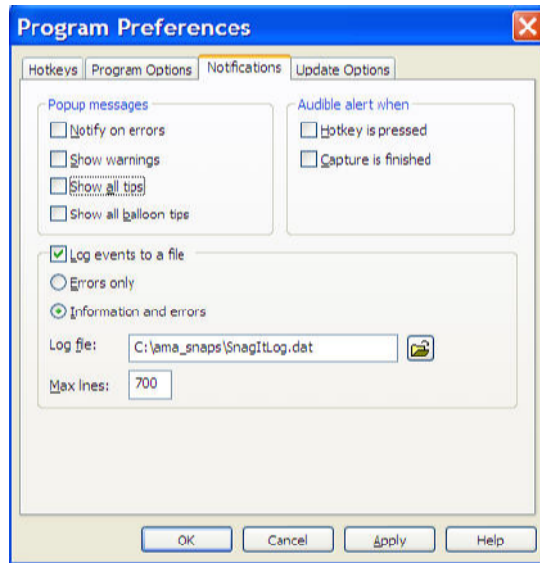 Program Preferences
Hotkeys Program Options Notifications Update Options
Popup messages
Notify on errors
Show warnings
Show all tips
Show all balloon tips
Audible alert when
Hotkey is pressed
Capture is finished
Log events to a file
Errors only
Information and errors
Log file: C:\ama_snaps\SnagItLog.dat
Max lines: 700
OK Cancel Apply Help